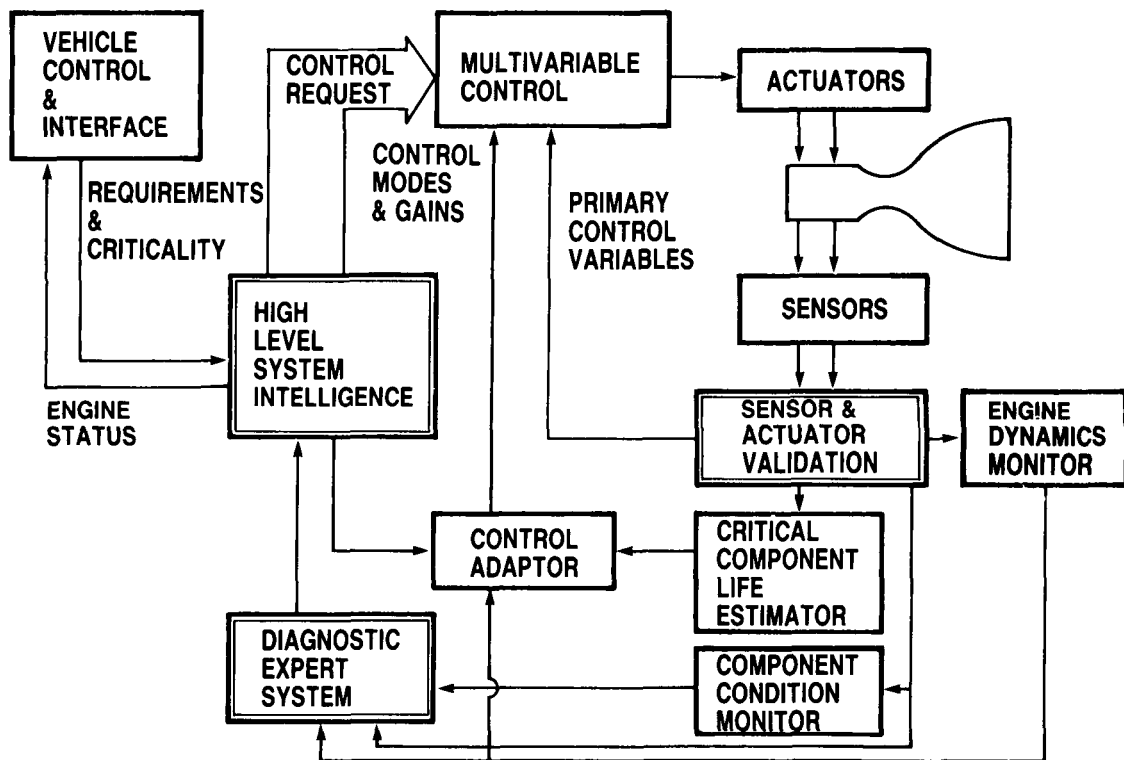 VEHICLE
CONTROL
&
INTERFACE
CONTROL
REQUEST
MULTIVARIABLE
CONTROL
ACTUATORS
REQUIREMENTS
&
CRITICALITY
CONTROL
MODES
& GAINS
PRIMARY
CONTROL
VARIABLES
HIGH
LEVEL
SYSTEM
INTELLIGENCE
SENSORS
ENGINE
STATUS
SENSOR &
ACTUATOR
VALIDATION
ENGINE
DYNAMICS
MONITOR
CONTROL
ADAPTOR
CRITICAL
COMPONENT
LIFE
ESTIMATOR
DIAGNOSTIC
EXPERT
SYSTEM
COMPONENT
CONDITION
MONITOR